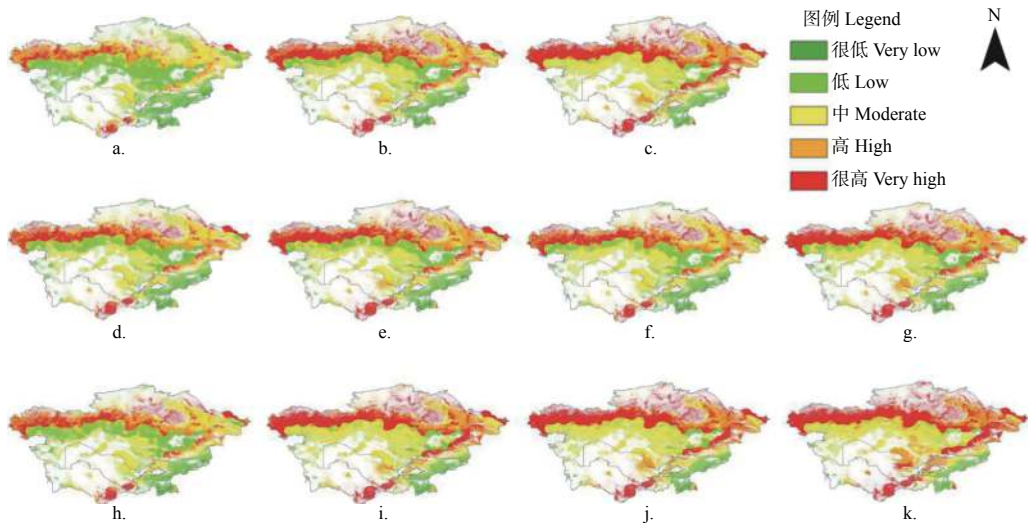 图例 Legend
N
很低 Very low
低 Low
中 Moderate
高 High
很高 Very high
a.
b.
c.
d.
e.
f.
g.
h.
i.
j.
k.